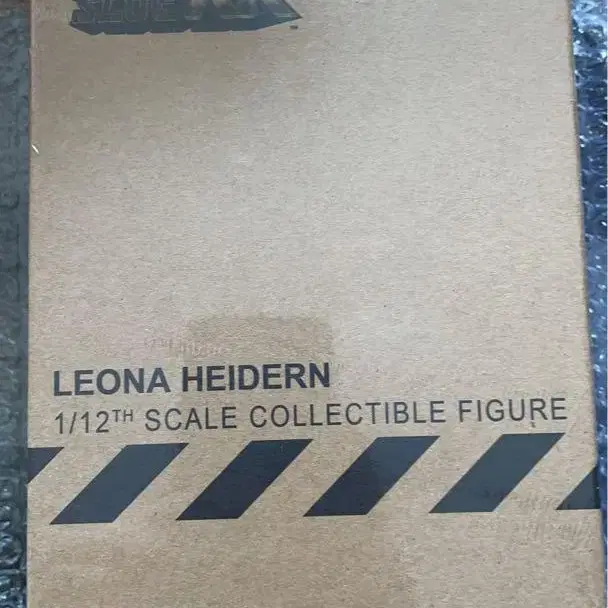 LEONA HEIDERN
1/12TH SCALE COLLECTIBLE FIGURE